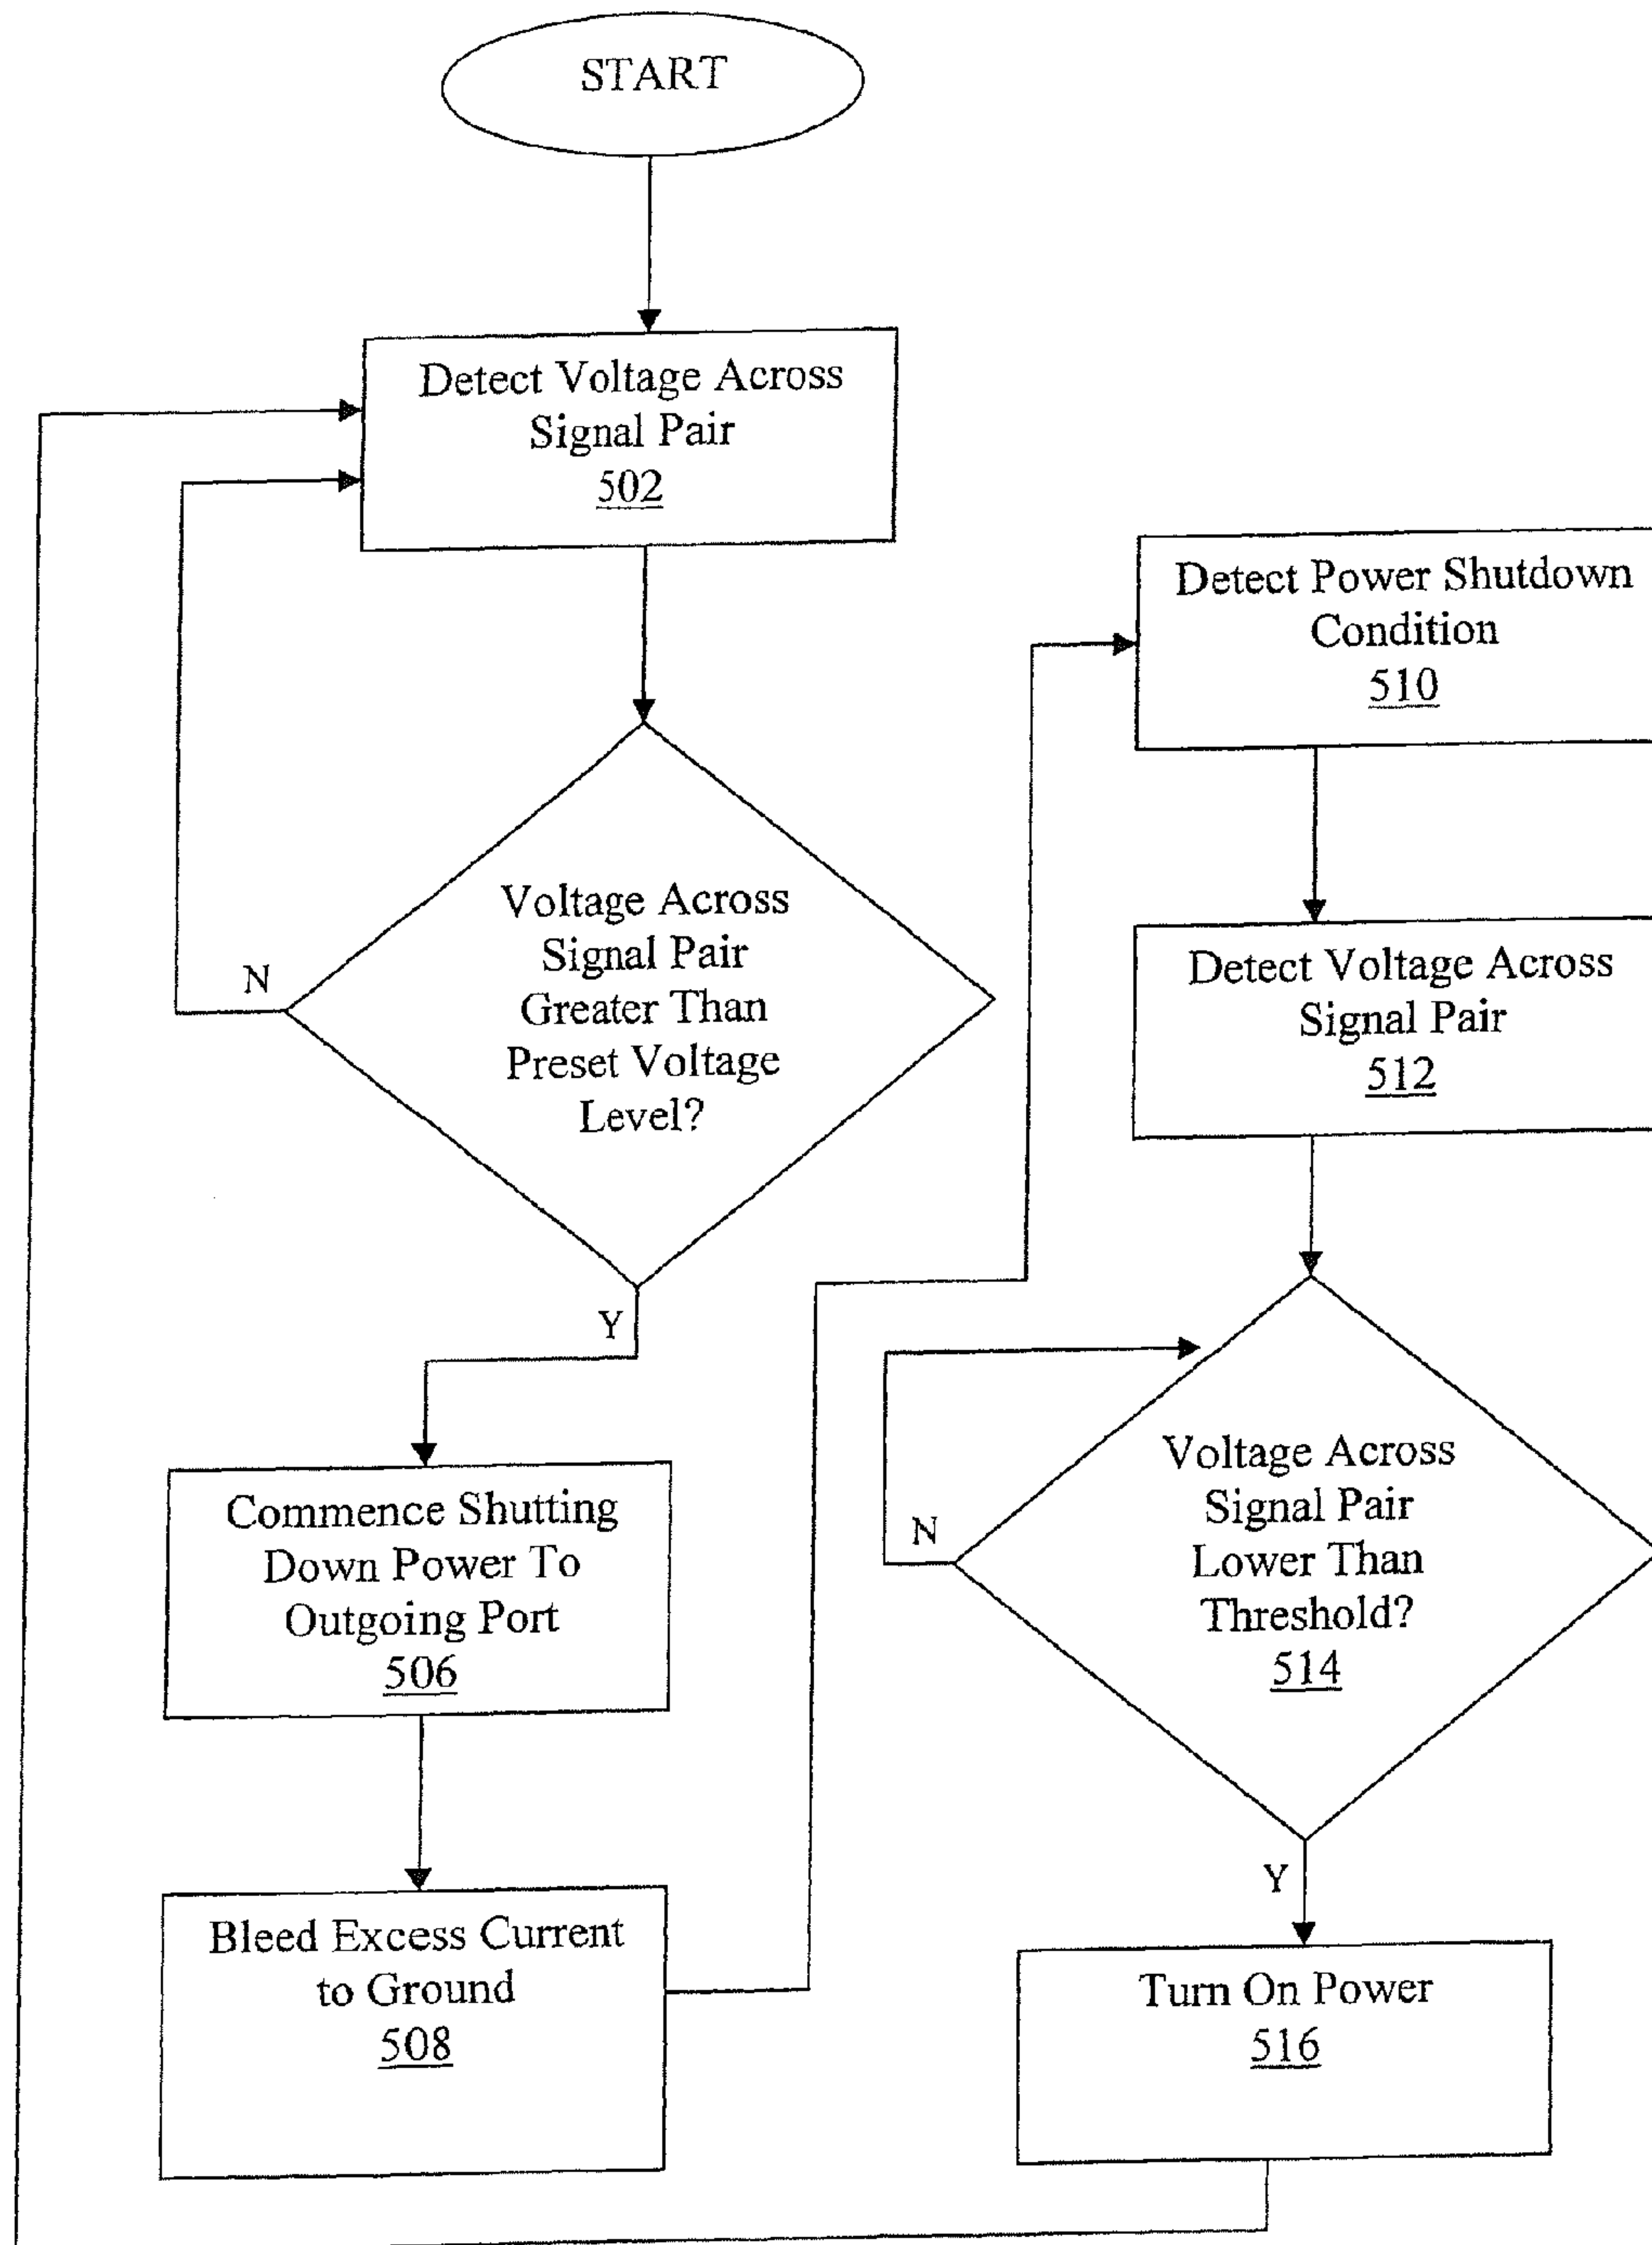 START
Detect Voltage Across
Signal Pair
502
Voltage Across
Signal Pair
Greater Than
Preset Voltage
Level?
N
Y
Commence Shutting
Down Power To
Outgoing Port
506
Bleed Excess Current
to Ground
508
Detect Power Shutdown
Condition
510
Detect Voltage Across
Signal Pair
512
Voltage Across
Signal Pair
Lower Than
Threshold?
514
N
Y
Turn On Power
516